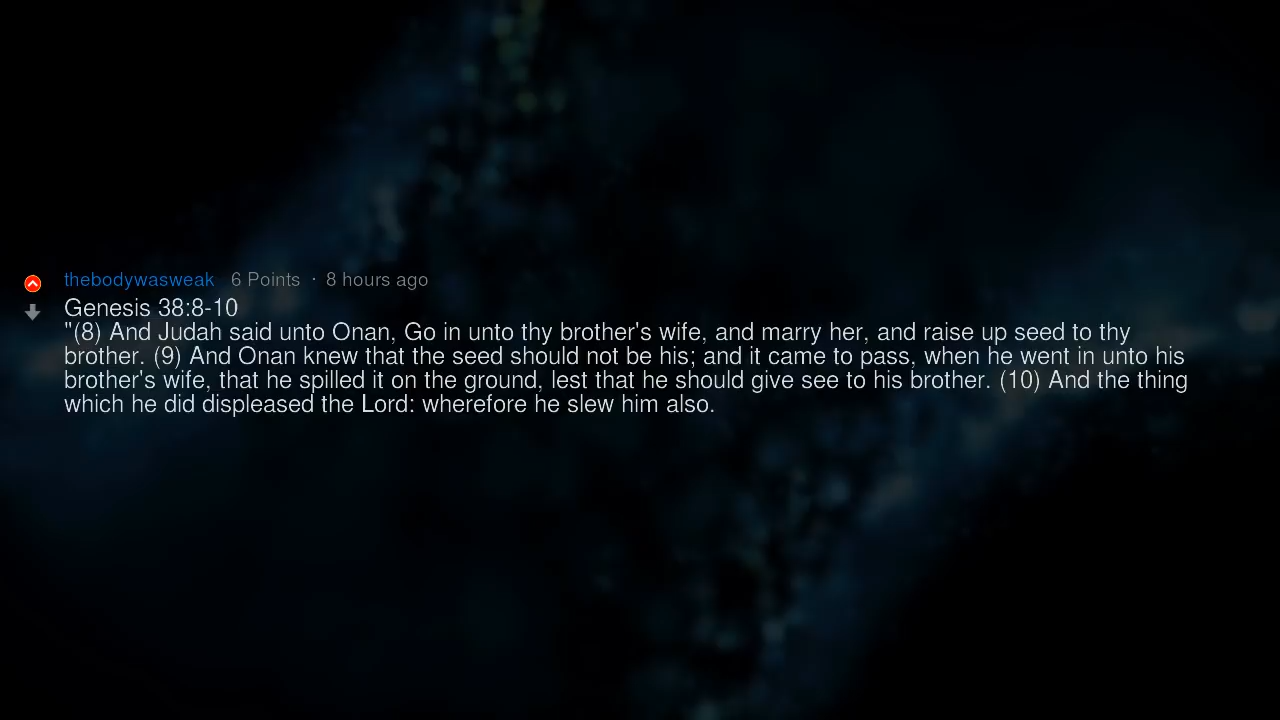 thebodywasweak 6 Points · 8 hours ago
Genesis 38:8-10
"(8) And Judah said unto Onan, Go in unto thy brother's wife, and marry her, and raise up seed to thy
brother. (9) And Onan knew that the seed should not be his; and it came to pass, when he went in unto his
brother's wife, that he spilled it on the ground, lest that he should give see to his brother. (10) And the thing
which he did displeased the Lord: wherefore he slew him also.